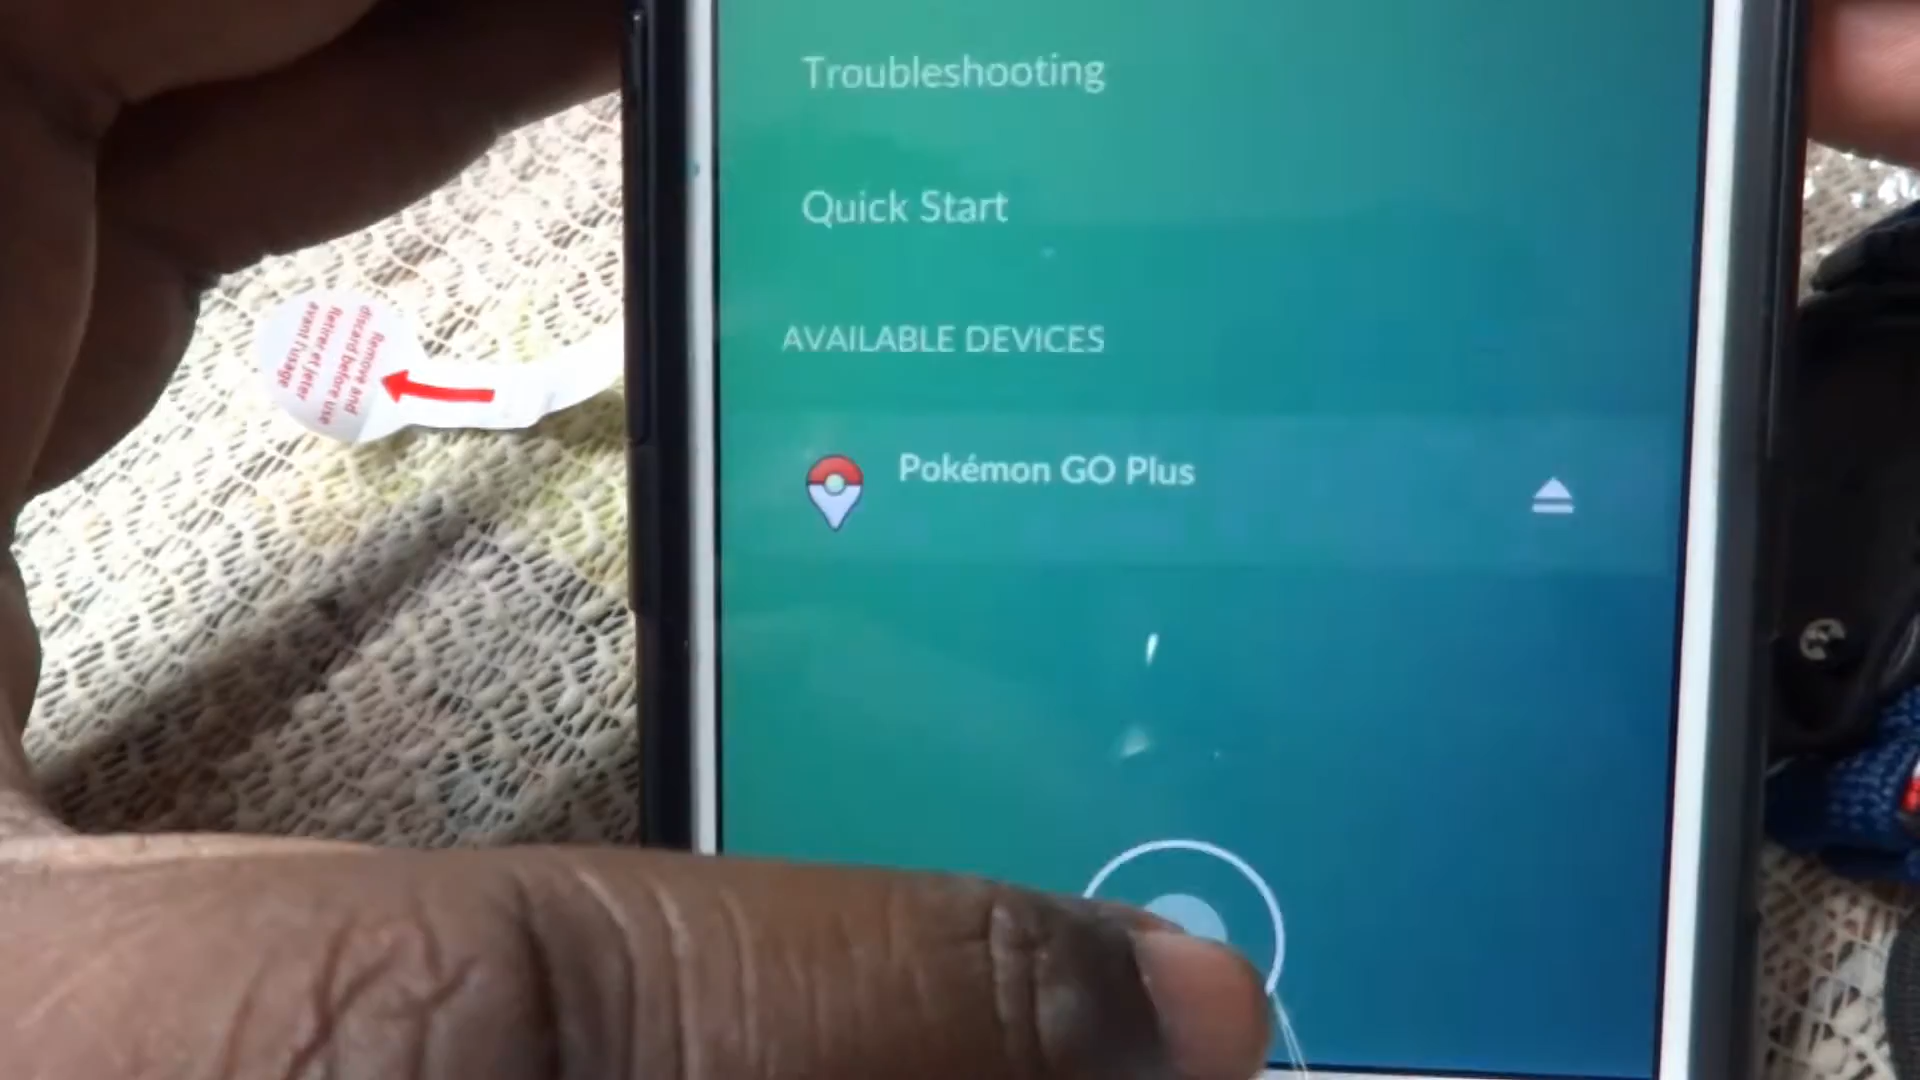 Troubleshooting
Quick Start
AVAILABLE DEVICES
Pokémon GO Plus
Remove and
discard before use
Retirer et jeter
avant l'usage